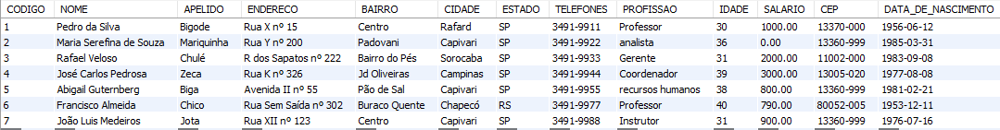 CODIGO NOME APELIDO ENDERECO BAIRRO CIDADE ESTADO TELEFONES PROFISSAO IDADE SALARIO CEP DATA_DE_NASCIMENTO
1 Pedro da Silva Bigode Rua X nº 15 Centro Rafard SP 3491-9911 Professor 30 1000.00 13370-000 1956-06-12
2 Maria Serefina de Souza Mariquinha Rua Y nº 200 Padovani Capivari SP 3491-9922 analista 36 0.00 13360-999 1985-03-31
3 Rafael Veloso Chulé R dos Sapatos nº 222 Bairro do Pés Sorocaba SP 3491-9933 Gerente 31 2000.00 11002-000 1983-09-08
4 José Carlos Pedrosa Zeca Rua K nº 326 Jd Oliveiras Campinas SP 3491-9944 Coordenador 39 3000.00 13005-020 1977-08-08
5 Abigail Guternberg Biga Avenida II nº 55 Pão de Sal Capivari SP 3491-9955 recursos humanos 38 800.00 13360-999 1981-02-21
6 Francisco Almeida Chico Rua Sem Saída nº 302 Buraco Quente Chapecó RS 3491-9977 Professor 40 790.00 80052-005 1953-12-11
7 João Luis Medeiros Jota Rua XII nº 123 Centro Capivari SP 3491-9988 Instrutor 31 900.00 13360-999 1976-07-16